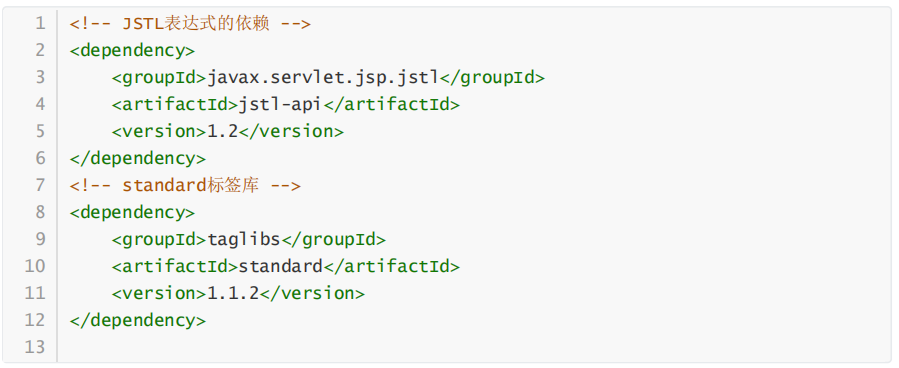 1 <!-- JSTL表达式的依赖 -->
2 <dependency>
3     <groupId>javax.servlet.jsp.jstl</groupId>
4     <artifactId>jstl-api</artifactId>
5     <version>1.2</version>
6 </dependency>
7 <!-- standard标签库 -->
8 <dependency>
9     <groupId>taglibs</groupId>
10     <artifactId>standard</artifactId>
11     <version>1.1.2</version>
12 </dependency>
13